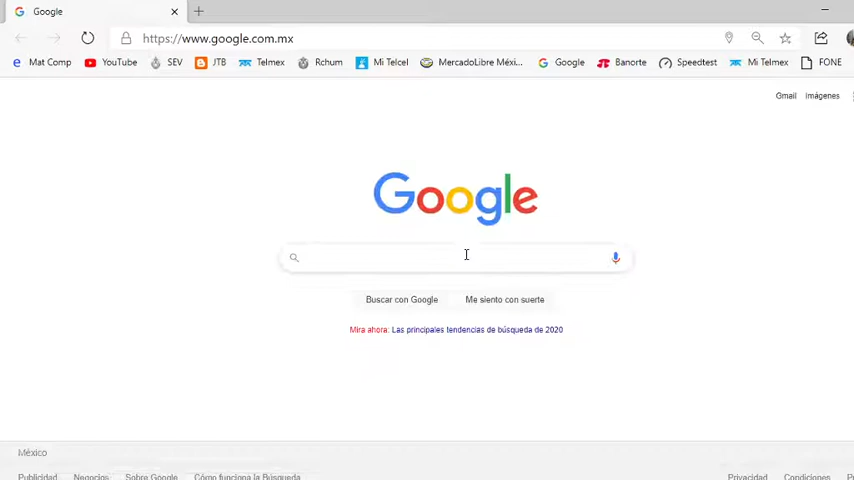 Google
https://www.google.com.mx
Mat Comp YouTube SEV JTB Telmex Rchum Mi Telcel MercadoLibre Méxi... Google Banorte Speedtest Mi Telmex FONE
Gmail Imágenes
Google
Buscar con Google Me siento con suerte
Mira ahora: Las principales tendencias de búsqueda de 2020
México
Publicidad Negocios Sobre Google Cómo funciona la Búsqueda Privacidad Condiciones